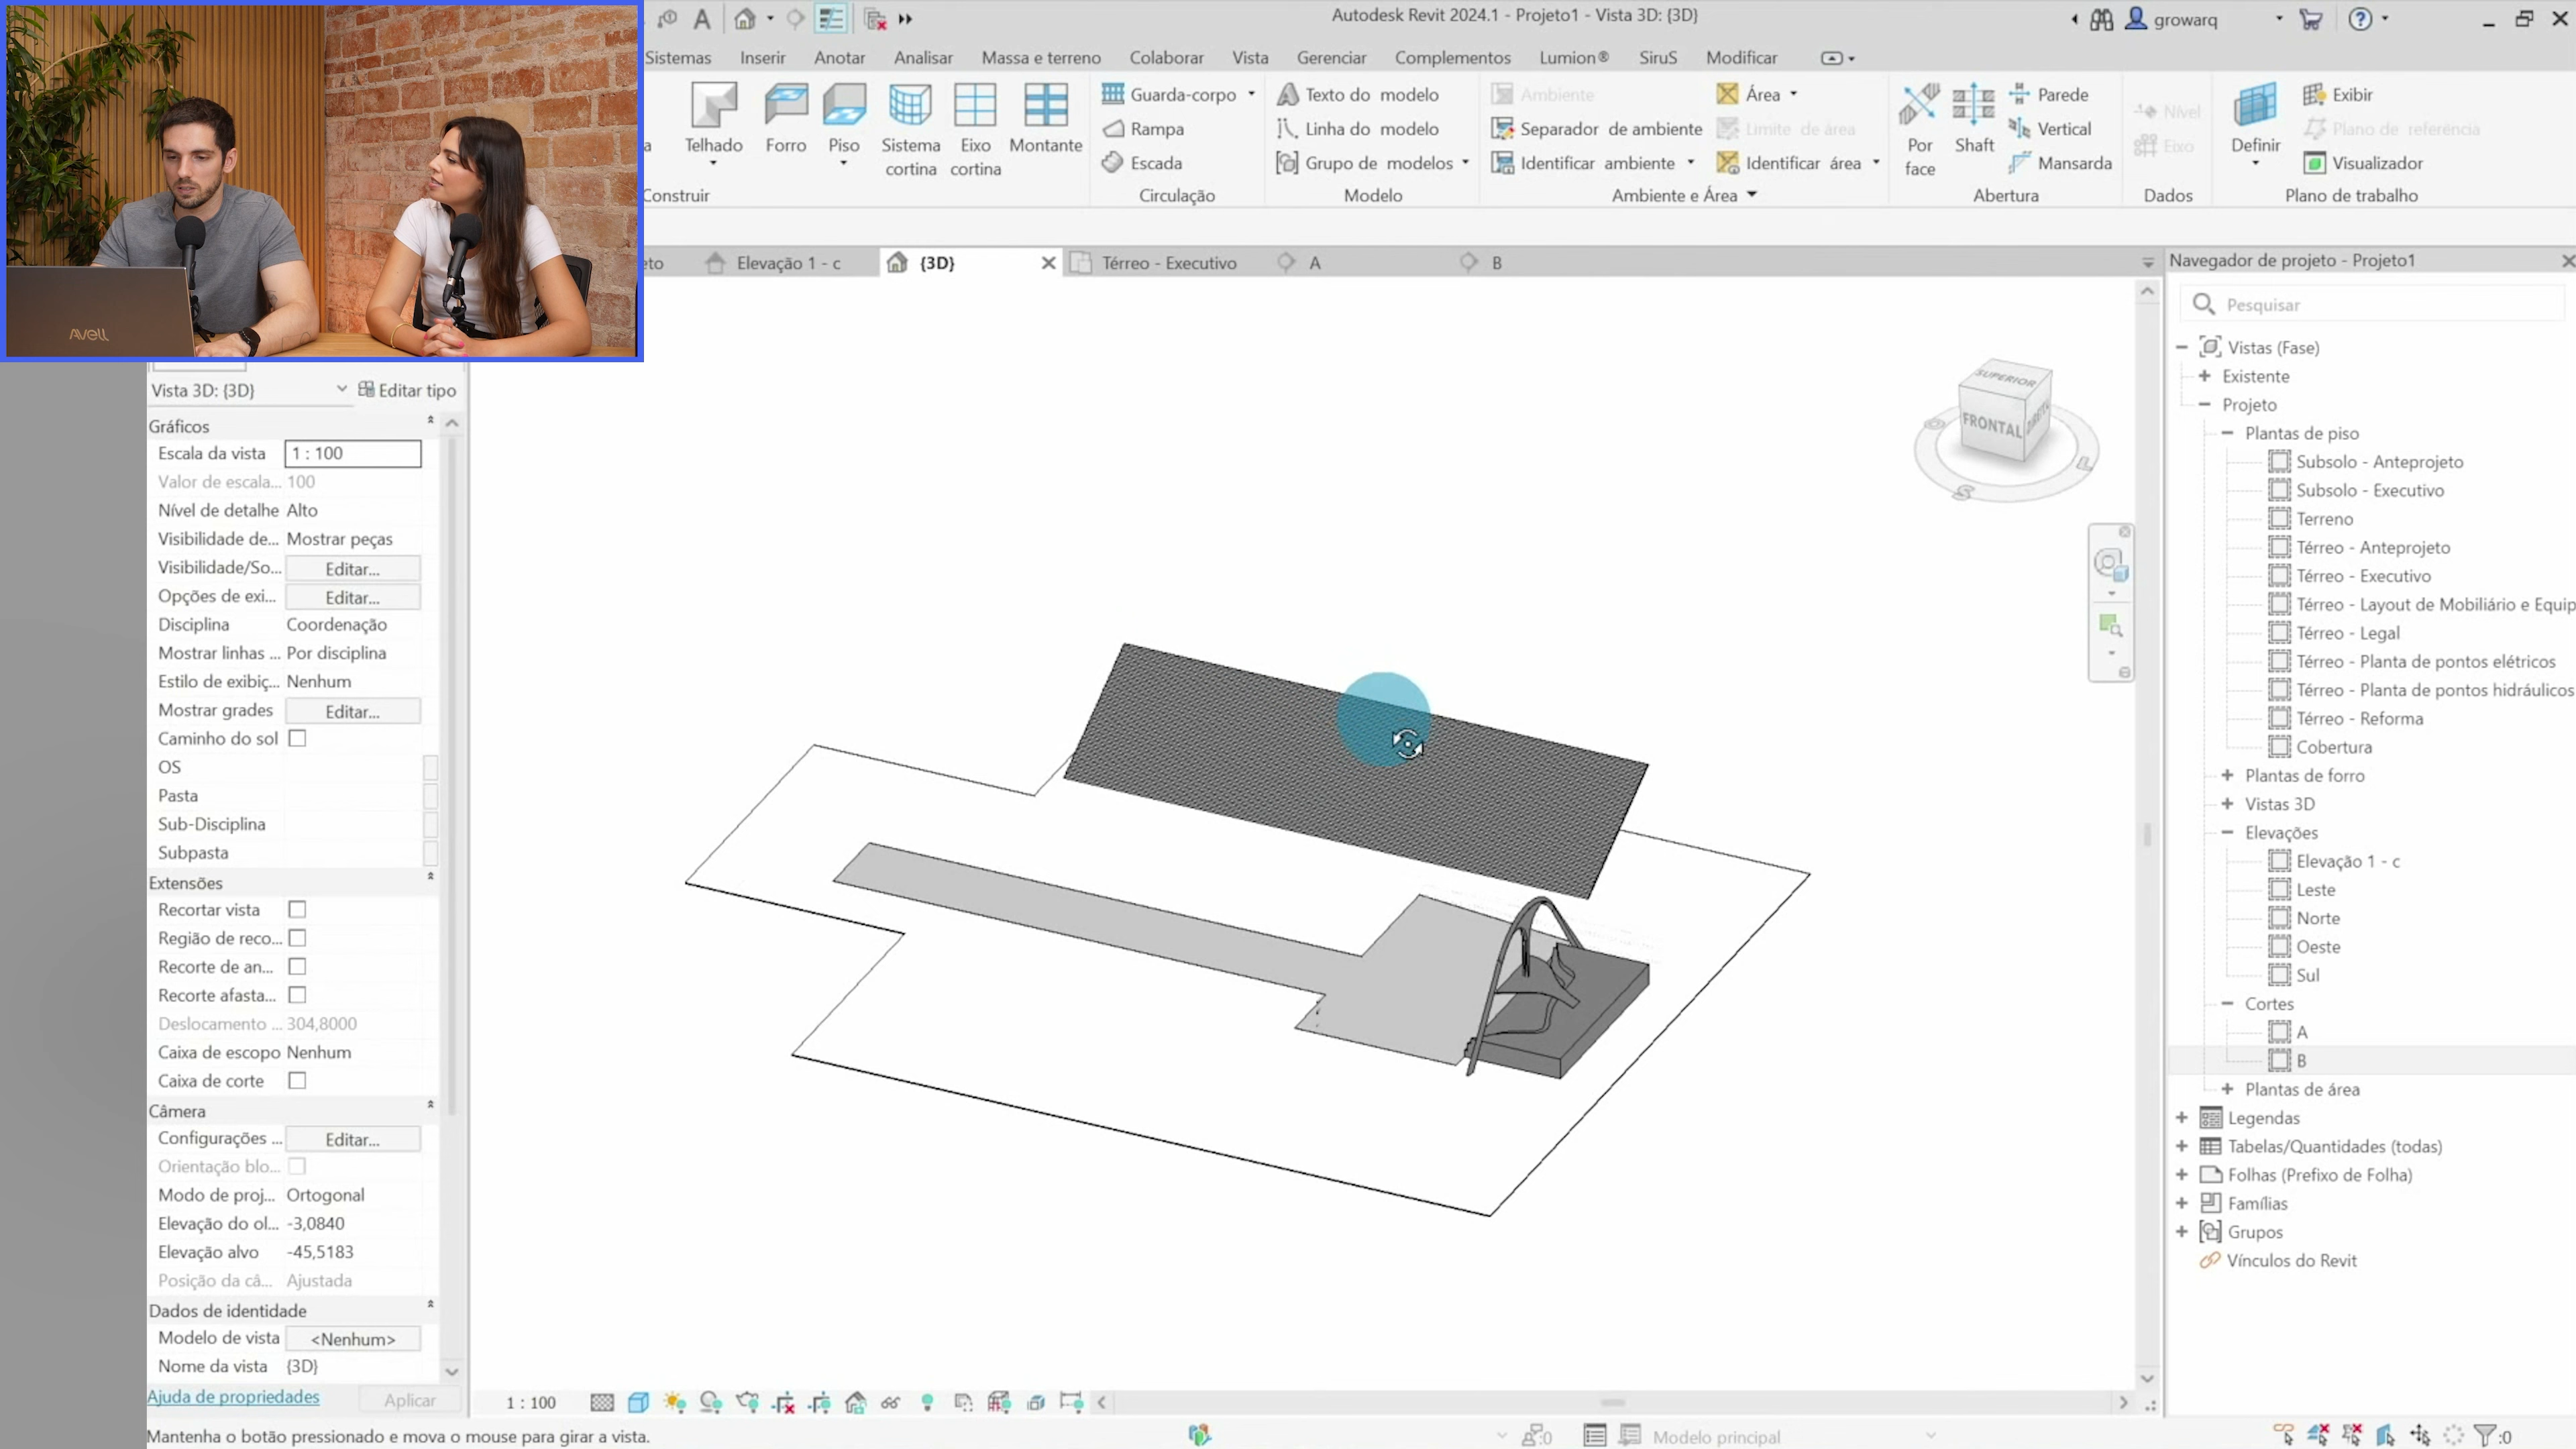 Autodesk Revit 2024.1 - Projeto1 - Vista 3D: {3D}
growarq
Sistemas Inserir Anotar Analisar Massa e terreno Colaborar Vista Gerenciar Complementos Lumion® SiruS Modificar
Telhado Forro Piso Sistema cortina Eixo cortina Montante
Construir
Guarda-corpo
Rampa
Escada
Circulação
Texto do modelo
Linha do modelo
Grupo de modelos
Modelo
Ambiente
Separador de ambiente
Identificar ambiente
Área
Limite de área
Identificar área
Ambiente e Área
Por face
Shaft
Parede
Vertical
Mansarda
Abertura
Nível
Eixo
Dados
Definir
Exibir
Plano de referência
Visualizador
Plano de trabalho
eto Elevação 1 - c {3D} Térreo - Executivo A B
Avell
Vista 3D: {3D} Editar tipo
Gráficos
Escala da vista 1 : 100
Valor de escala... 100
Nível de detalhe Alto
Visibilidade de... Mostrar peças
Visibilidade/So... Editar...
Opções de exi... Editar...
Disciplina Coordenação
Mostrar linhas ... Por disciplina
Estilo de exibiç... Nenhum
Mostrar grades Editar...
Caminho do sol
OS
Pasta
Sub-Disciplina
Subpasta
Extensões
Recortar vista
Região de reco...
Recorte de an...
Recorte afasta...
Deslocamento ... 304,8000
Caixa de escopo Nenhum
Caixa de corte
Câmera
Configurações ... Editar...
Orientação blo...
Modo de proj... Ortogonal
Elevação do ol... -3,0840
Elevação alvo -45,5183
Posição da câ... Ajustada
Dados de identidade
Modelo de vista <Nenhum>
Nome da vista {3D}
Ajuda de propriedades Aplicar
SUPERIOR
FRONTAL
S
L
Navegador de projeto - Projeto1
Pesquisar
Vistas (Fase)
Existente
Projeto
Plantas de piso
Subsolo - Anteprojeto
Subsolo - Executivo
Terreno
Térreo - Anteprojeto
Térreo - Executivo
Térreo - Layout de Mobiliário e Equip
Térreo - Legal
Térreo - Planta de pontos elétricos
Térreo - Planta de pontos hidráulicos
Térreo - Reforma
Cobertura
Plantas de forro
Vistas 3D
Elevações
Elevação 1 - c
Leste
Norte
Oeste
Sul
Cortes
A
B
Plantas de área
Legendas
Tabelas/Quantidades (todas)
Folhas (Prefixo de Folha)
Famílias
Grupos
Vínculos do Revit
1 : 100
Mantenha o botão pressionado e mova o mouse para girar a vista.
:0
Modelo principal
:0